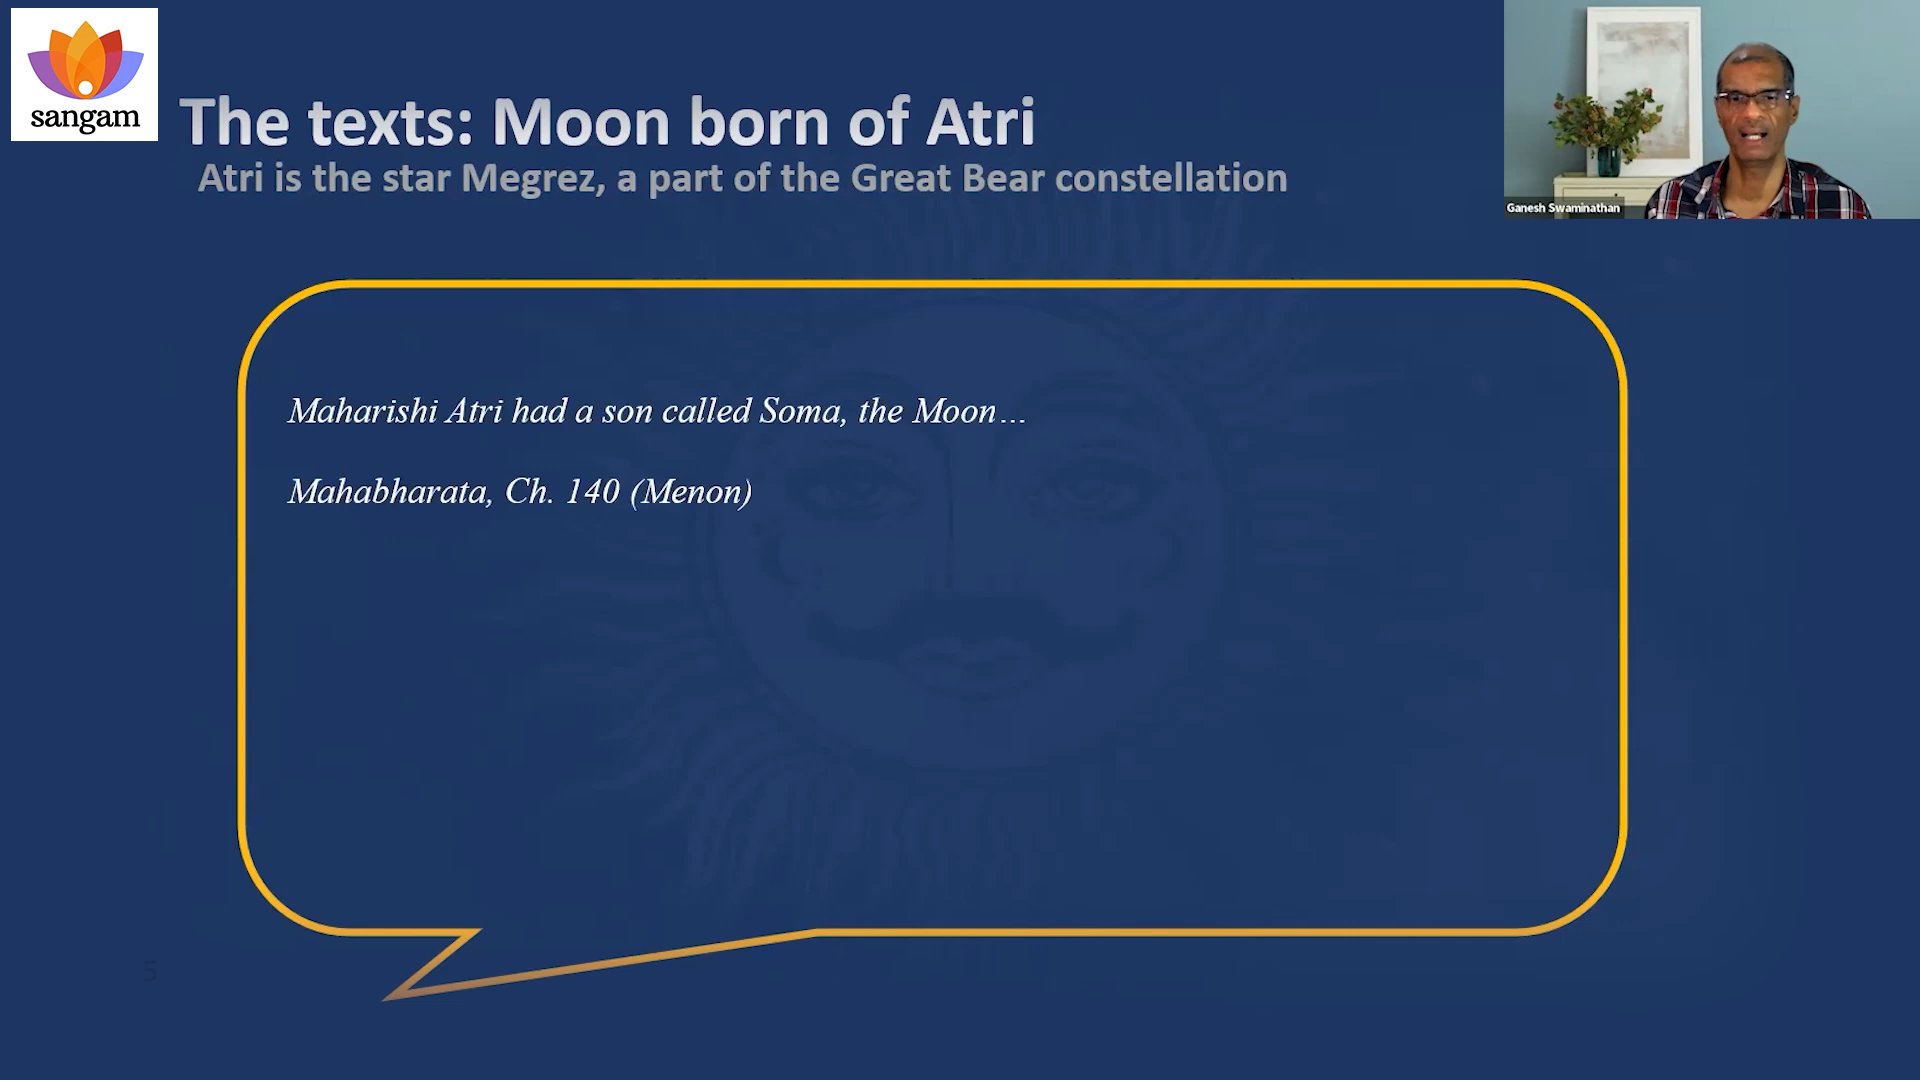 sangam
The texts: Moon born of Atri
Atri is the star Megrez, a part of the Great Bear constellation
Ganesh Swaminathan
Maharishi Atri had a son called Soma, the Moon…
Mahabharata, Ch. 140 (Menon)
5